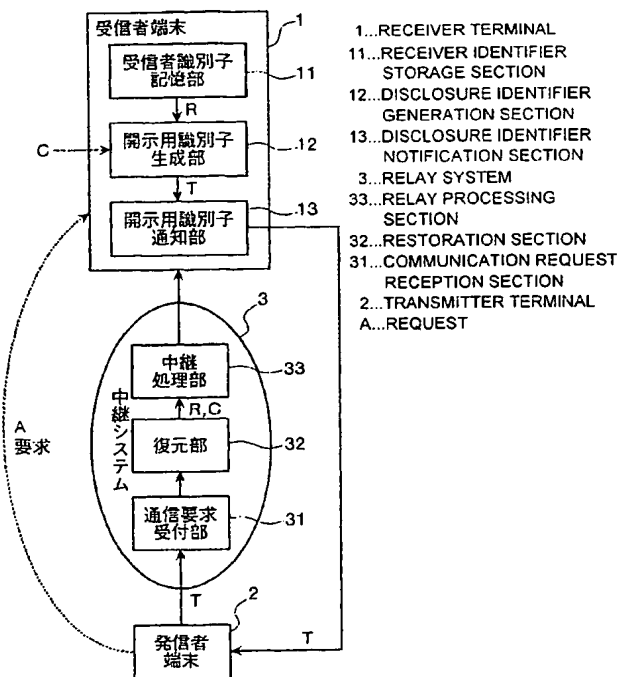 受信者端末
1
受信者識別子
記憶部
11
R
C
開示用識別子
生成部
12
T
開示用識別子
通知部
13
3
中継
処理部
33
R,C
中継システム
復元部
32
A
要求
通信要求
受付部
31
T
2
発信者
端末
T
1...RECEIVER TERMINAL
11...RECEIVER IDENTIFIER
STORAGE SECTION
12...DISCLOSURE IDENTIFIER
GENERATION SECTION
13...DISCLOSURE IDENTIFIER
NOTIFICATION SECTION
3...RELAY SYSTEM
33...RELAY PROCESSING
SECTION
32...RESTORATION SECTION
31...COMMUNICATION REQUEST
RECEPTION SECTION
2...TRANSMITTER TERMINAL
A...REQUEST